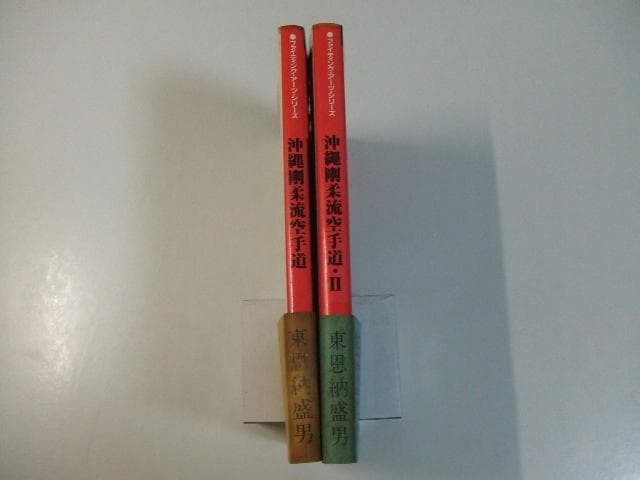 ●ファイティング・アーツ・シリーズ
沖縄剛柔流空手道
東恩納盛男
●ファイティング・アーツ・シリーズ
沖縄剛柔流空手道・II
東恩納盛男